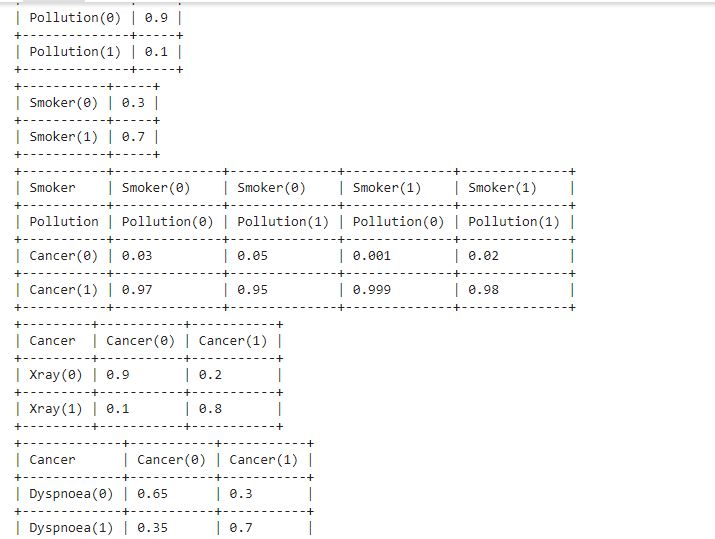 | Pollution(0) | 0.9 |
+--------------+-----+
| Pollution(1) | 0.1 |
+--------------+-----+
+-----------+-----+
| Smoker(0) | 0.3 |
+-----------+-----+
| Smoker(1) | 0.7 |
+-----------+-----+
+-----------+--------------+--------------+--------------+--------------+
| Smoker    | Smoker(0)    | Smoker(0)    | Smoker(1)    | Smoker(1)    |
+-----------+--------------+--------------+--------------+--------------+
| Pollution | Pollution(0) | Pollution(1) | Pollution(0) | Pollution(1) |
+-----------+--------------+--------------+--------------+--------------+
| Cancer(0) | 0.03         | 0.05         | 0.001        | 0.02         |
+-----------+--------------+--------------+--------------+--------------+
| Cancer(1) | 0.97         | 0.95         | 0.999        | 0.98         |
+-----------+--------------+--------------+--------------+--------------+
+---------+-----------+-----------+
| Cancer  | Cancer(0) | Cancer(1) |
+---------+-----------+-----------+
| Xray(0) | 0.9       | 0.2       |
+---------+-----------+-----------+
| Xray(1) | 0.1       | 0.8       |
+---------+-----------+-----------+
+-------------+-----------+-----------+
| Cancer      | Cancer(0) | Cancer(1) |
+-------------+-----------+-----------+
| Dyspnoea(0) | 0.65      | 0.3       |
+-------------+-----------+-----------+
| Dyspnoea(1) | 0.35      | 0.7       |